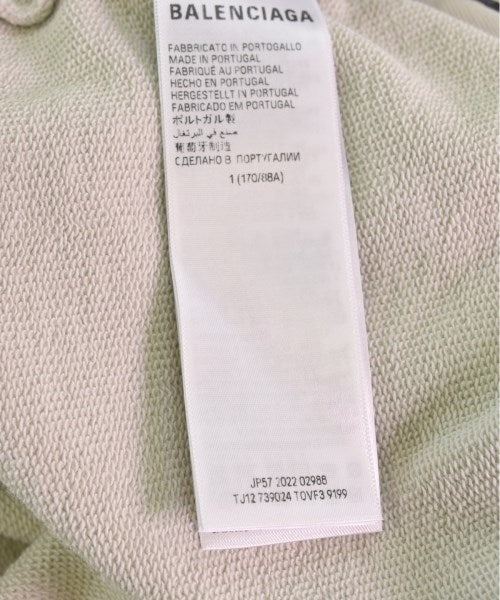 BALENCIAGA
FABBRICATO IN PORTOGALLO
MADE IN PORTUGAL
FABRIQUÉ AU PORTUGAL
HECHO EN PORTUGAL
HERGESTELLT IN PORTUGAL
FABRICADO EM PORTUGAL
ポルトガル製
صنع في البرتغال
葡萄牙制造
СДЕЛАНО В ПОРТУГАЛИИ
1 (170/88A)
JP57 2022 02988
TJ12 739024 TOVF3 9199